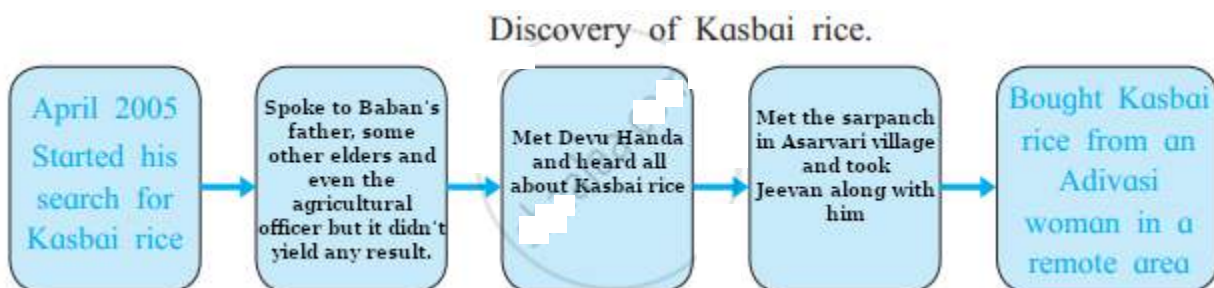 Discovery of Kasbai rice.
April 2005
Started his
search for
Kasbai rice
Spoke to Baban's
father, some
other elders and
even the
agricultural
officer but it didn't
yield any result.
Met Devu Handa
and heard all
about Kasbai rice
Met the sarpanch
in Asarvari village
and took
Jeevan along with
him
Bought Kasbai
rice from an
Adivasi
woman in a
remote area